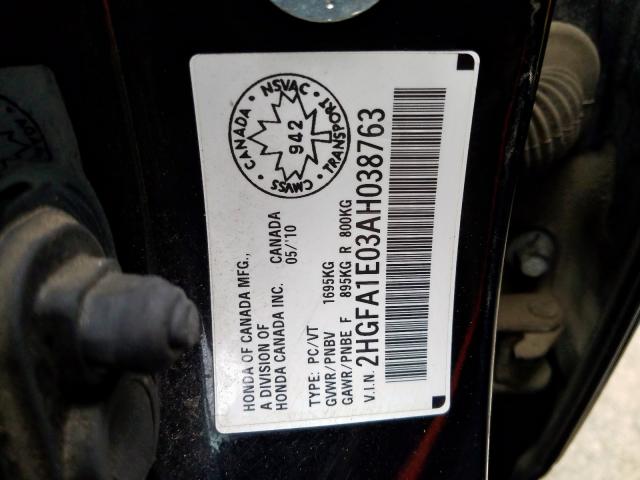 CANADA • NSVAC • TRANSPORT • CMVSS •
942
HONDA OF CANADA MFG.,
A DIVISION OF
HONDA CANADA INC. CANADA
05/'10
TYPE: PC/VT
GVWR/PNBV 1695KG
GAWR/PNBE F 895KG R 800KG
V.I.N. 2HGFA1E03AH038763